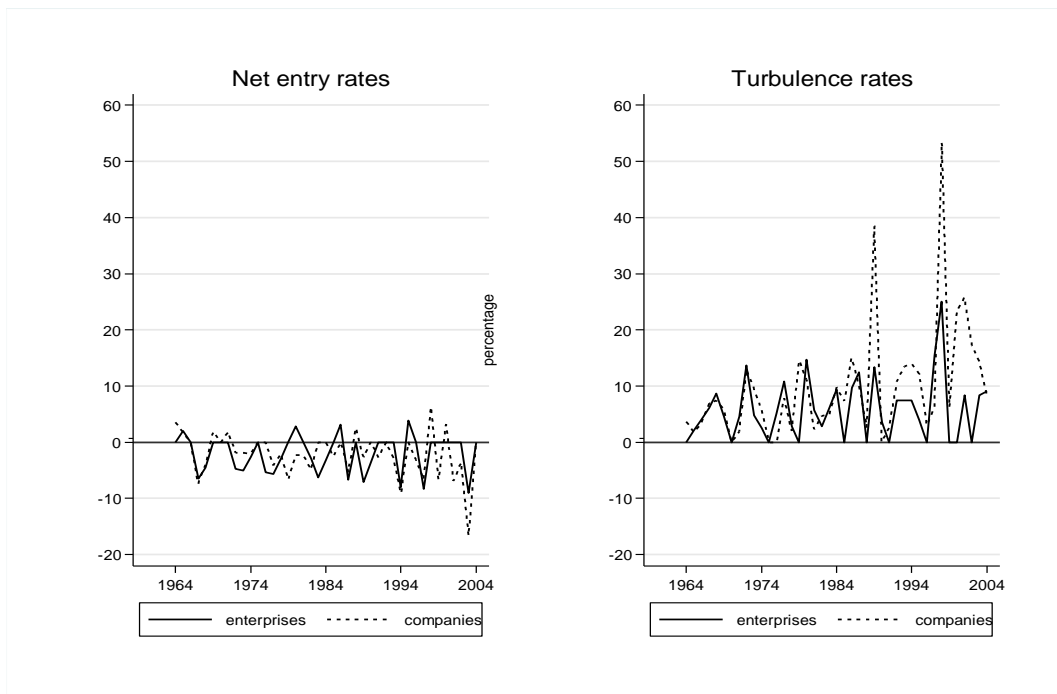 Net entry rates
60
50
40
30
20
10
0
-10
-20
1964 1974 1984 1994 2004
enterprises companies
percentage
Turbulence rates
60
50
40
30
20
10
0
-10
-20
1964 1974 1984 1994 2004
enterprises companies